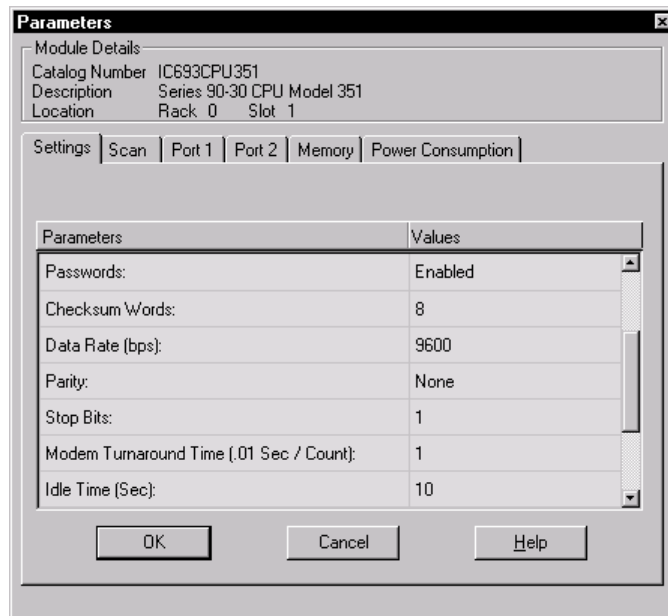 Parameters
Module Details
Catalog Number IC693CPU351
Description Series 90-30 CPU Model 351
Location Rack 0 Slot 1
Settings Scan Port 1 Port 2 Memory Power Consumption
Parameters Values
Passwords: Enabled
Checksum Words: 8
Data Rate (bps): 9600
Parity: None
Stop Bits: 1
Modem Turnaround Time (.01 Sec / Count): 1
Idle Time (Sec): 10
OK Cancel Help